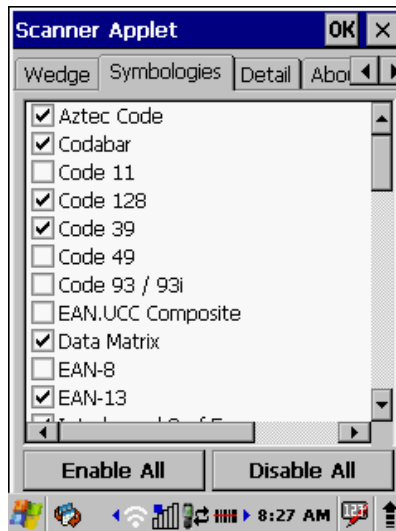 Scanner Applet OK
Wedge Symbologies Detail
Aztec Code
Codabar
Code 11
Code 128
Code 39
Code 49
Code 93 / 93i
EAN.UCC Composite
Data Matrix
EAN-8
EAN-13
Enable All Disable All
8:27 AM 123